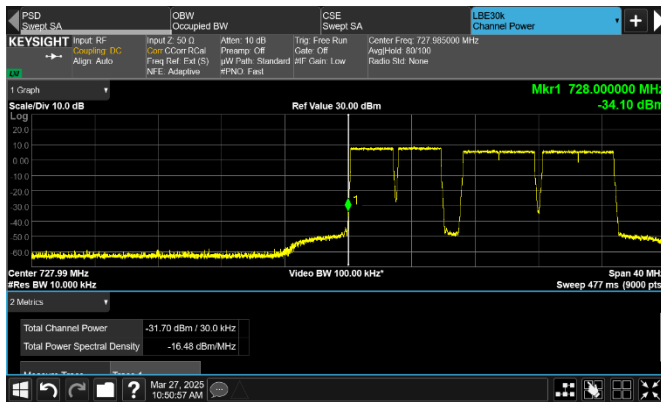 PSD
Swept SA
OBW
Occupied BW
CSE
Swept SA
LBE30k
Channel Power
KEYSIGHT
Input: RF
Coupling: DC
Align: Auto
Input Z: 50 Ω
Corr CCorr RCal
Freq Ref: Ext (S)
NFE: Adaptive
Atten: 10 dB
Preamp: Off
µW Path: Standard
#PNO: Fast
Trig: Free Run
Gate: Off
#IF Gain: Low
Center Freq: 727.985000 MHz
Avg|Hold: 80/100
Radio Std: None
LXI
1 Graph
Mkr1 728.000000 MHz
Scale/Div 10.0 dB
Ref Value 30.00 dBm
-34.10 dBm
Log
20.0
10.0
0.00
-10.0
-20.0
-30.0
-40.0
-50.0
-60.0
1
Center 727.99 MHz
Video BW 100.00 kHz*
Span 40 MHz
#Res BW 10.000 kHz
Sweep 477 ms (9000 pts)
2 Metrics
Total Channel Power
-31.70 dBm / 30.0 kHz
Total Power Spectral Density
-16.48 dBm/MHz
Measure Trace
Trace 1
?
Mar 27, 2025
10:50:57 AM